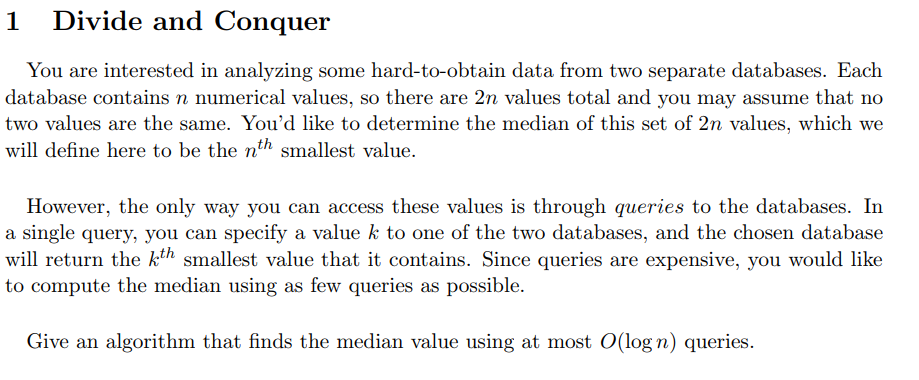 1 Divide and Conquer
You are interested in analyzing some hard-to-obtain data from two separate databases. Each
database contains n numerical values, so there are 2n values total and you may assume that no
two values are the same. You'd like to determine the median of this set of 2n values, which we
will define here to be the n^th smallest value.
However, the only way you can access these values is through queries to the databases. In
a single query, you can specify a value k to one of the two databases, and the chosen database
will return the k^th smallest value that it contains. Since queries are expensive, you would like
to compute the median using as few queries as possible.
Give an algorithm that finds the median value using at most O(log n) queries.